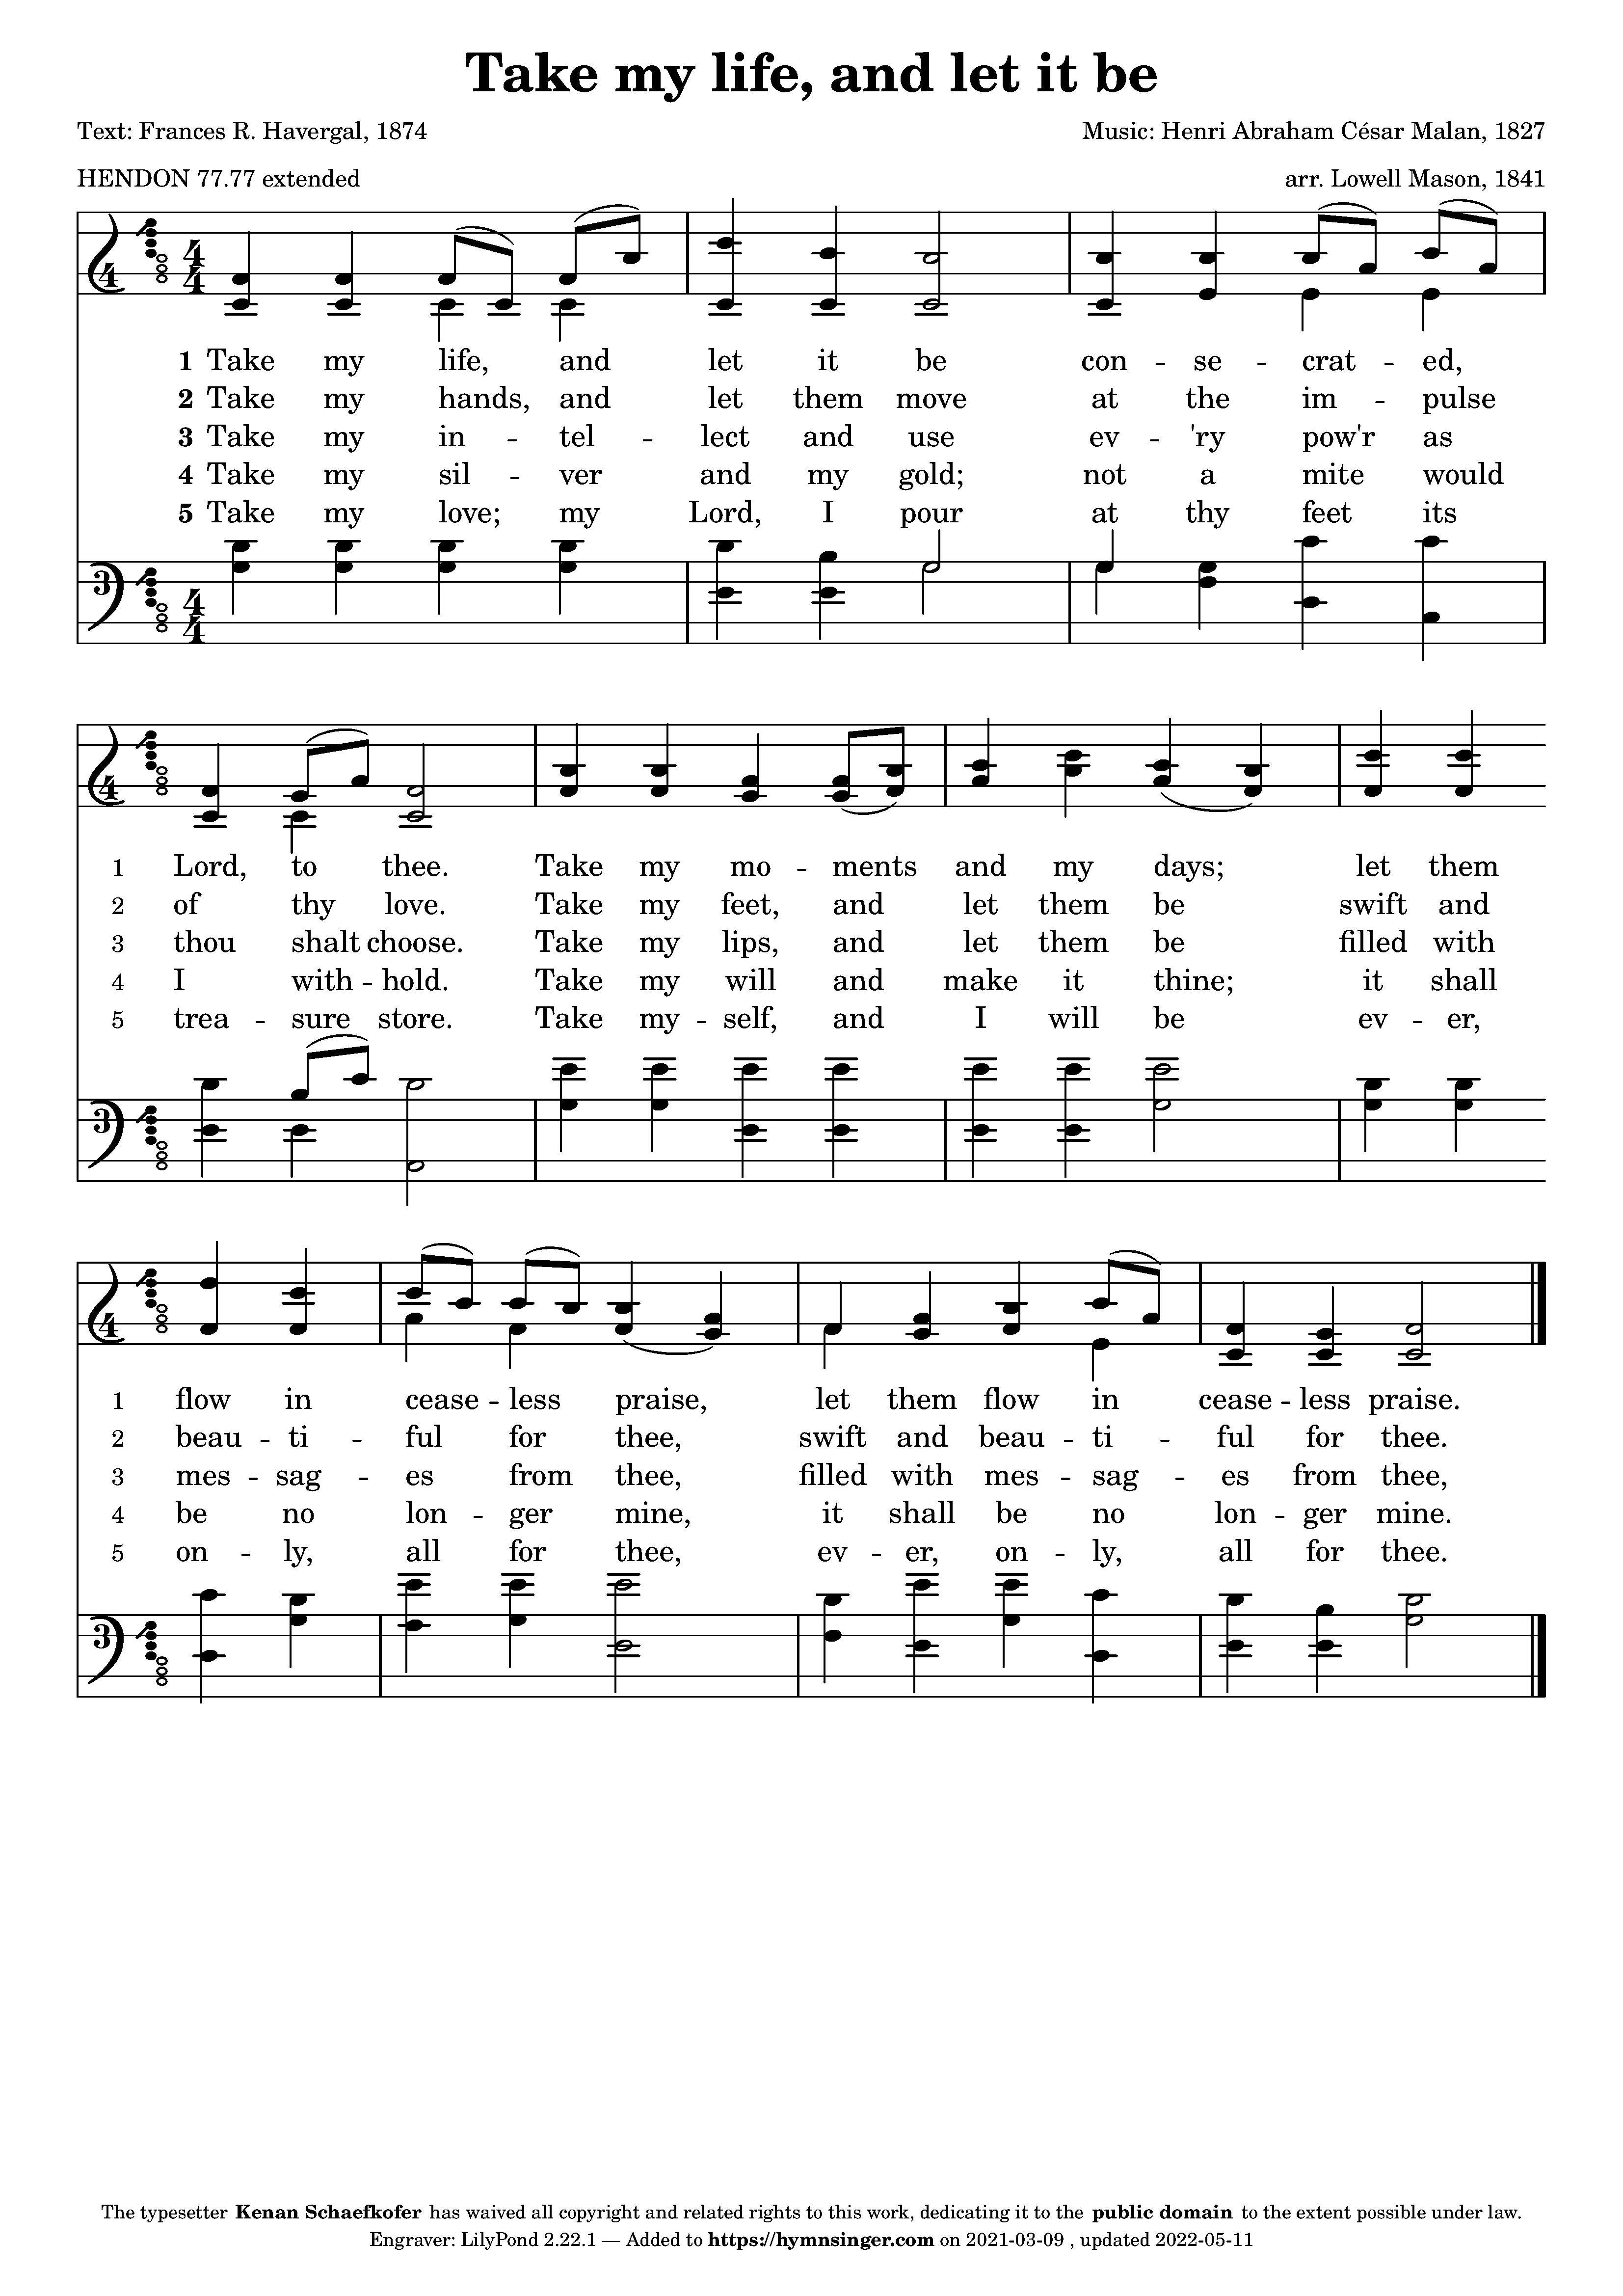 Take my life, and let it be
Text: Frances R. Havergal, 1874
Music: Henri Abraham César Malan, 1827
HENDON 77.77 extended
arr. Lowell Mason, 1841
1 Take my life, and let it be con - se - crat - ed,
2 Take my hands, and let them move at the im - pulse
3 Take my in - tel - lect and use ev - 'ry pow'r as
4 Take my sil - ver and my gold; not a mite would
5 Take my love; my Lord, I pour at thy feet its
1 Lord, to thee. Take my mo - ments and my days; let them
2 of thy love. Take my feet, and let them be swift and
3 thou shalt choose. Take my lips, and let them be filled with
4 I with - hold. Take my will and make it thine; it shall
5 trea - sure store. Take my - self, and I will be ev - er,
1 flow in cease - less praise, let them flow in cease - less praise.
2 beau - ti - ful for thee, swift and beau - ti - ful for thee.
3 mes - sag - es from thee, filled with mes - sag - es from thee,
4 be no lon - ger mine, it shall be no lon - ger mine.
5 on - ly, all for thee, ev - er, on - ly, all for thee.
The typesetter Kenan Schaefkofer has waived all copyright and related rights to this work, dedicating it to the public domain to the extent possible under law.
Engraver: LilyPond 2.22.1 — Added to https://hymnsinger.com on 2021-03-09 , updated 2022-05-11